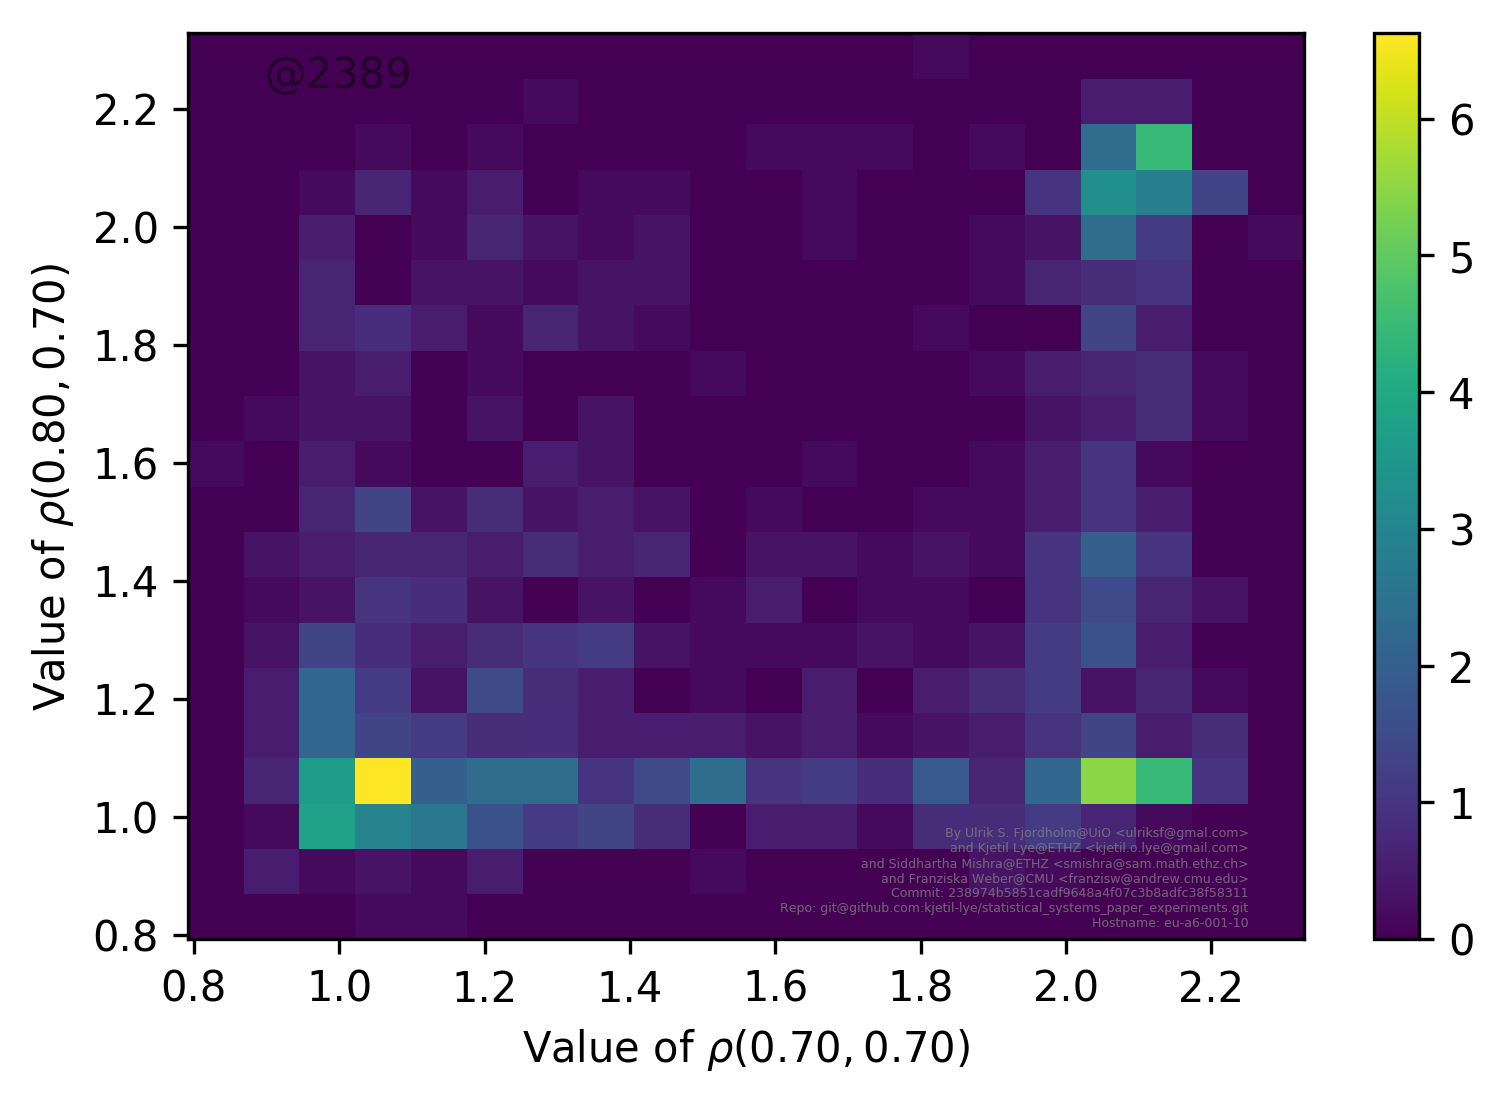 @2389
2.2
2.0
1.8
1.6
1.4
1.2
1.0
0.8
Value of ρ(0.80, 0.70)
0.8 1.0 1.2 1.4 1.6 1.8 2.0 2.2
Value of ρ(0.70, 0.70)
6
5
4
3
2
1
0
By Ulrik S. Fjordholm@UiO <ulriksf@gmal.com>
and Kjetil Lye@ETHZ <kjetil.o.lye@gmail.com>
and Siddhartha Mishra@ETHZ <smishra@sam.math.ethz.ch>
and Franziska Weber@CMU <franzisw@andrew.cmu.edu>
Commit: 238974b5851cadf9648a4f07c3b8adfc38f58311
Repo: git@github.com:kjetil-lye/statistical_systems_paper_experiments.git
Hostname: eu-a6-001-10